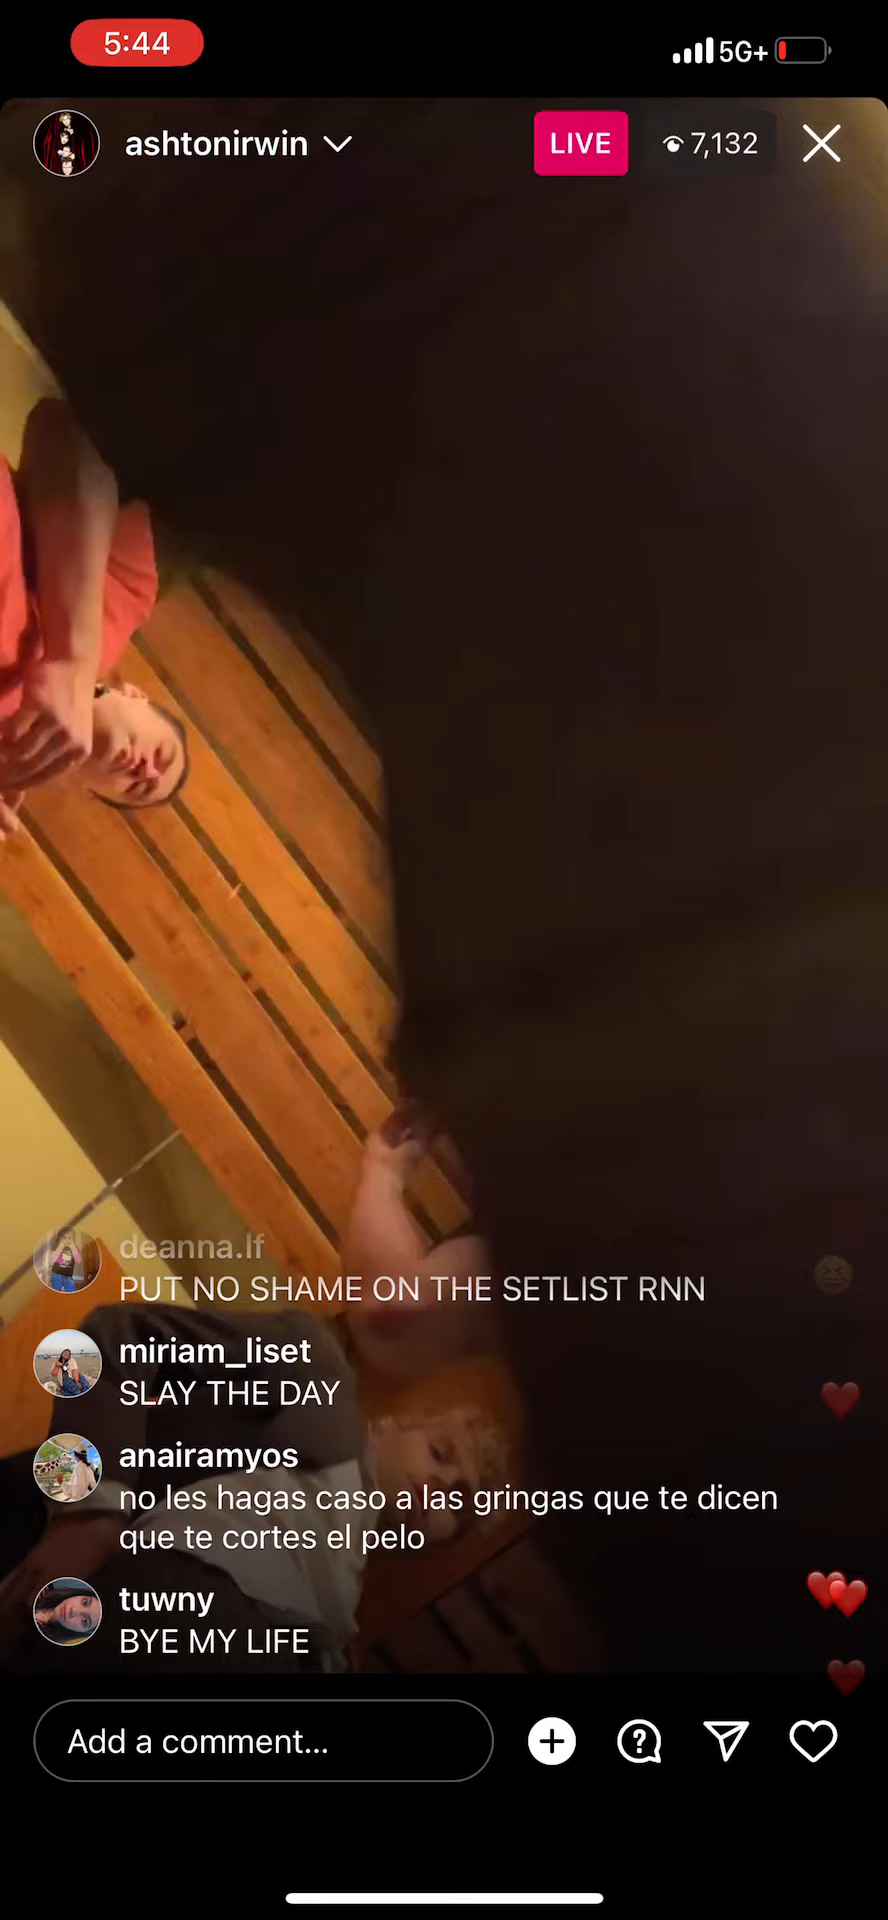 5:44
5G+
ashtonirwin
LIVE
7,132
deanna.lf
PUT NO SHAME ON THE SETLIST RNN
miriam_liset
SLAY THE DAY
anairamyos
no les hagas caso a las gringas que te dicen
que te cortes el pelo
tuwny
BYE MY LIFE
Add a comment...